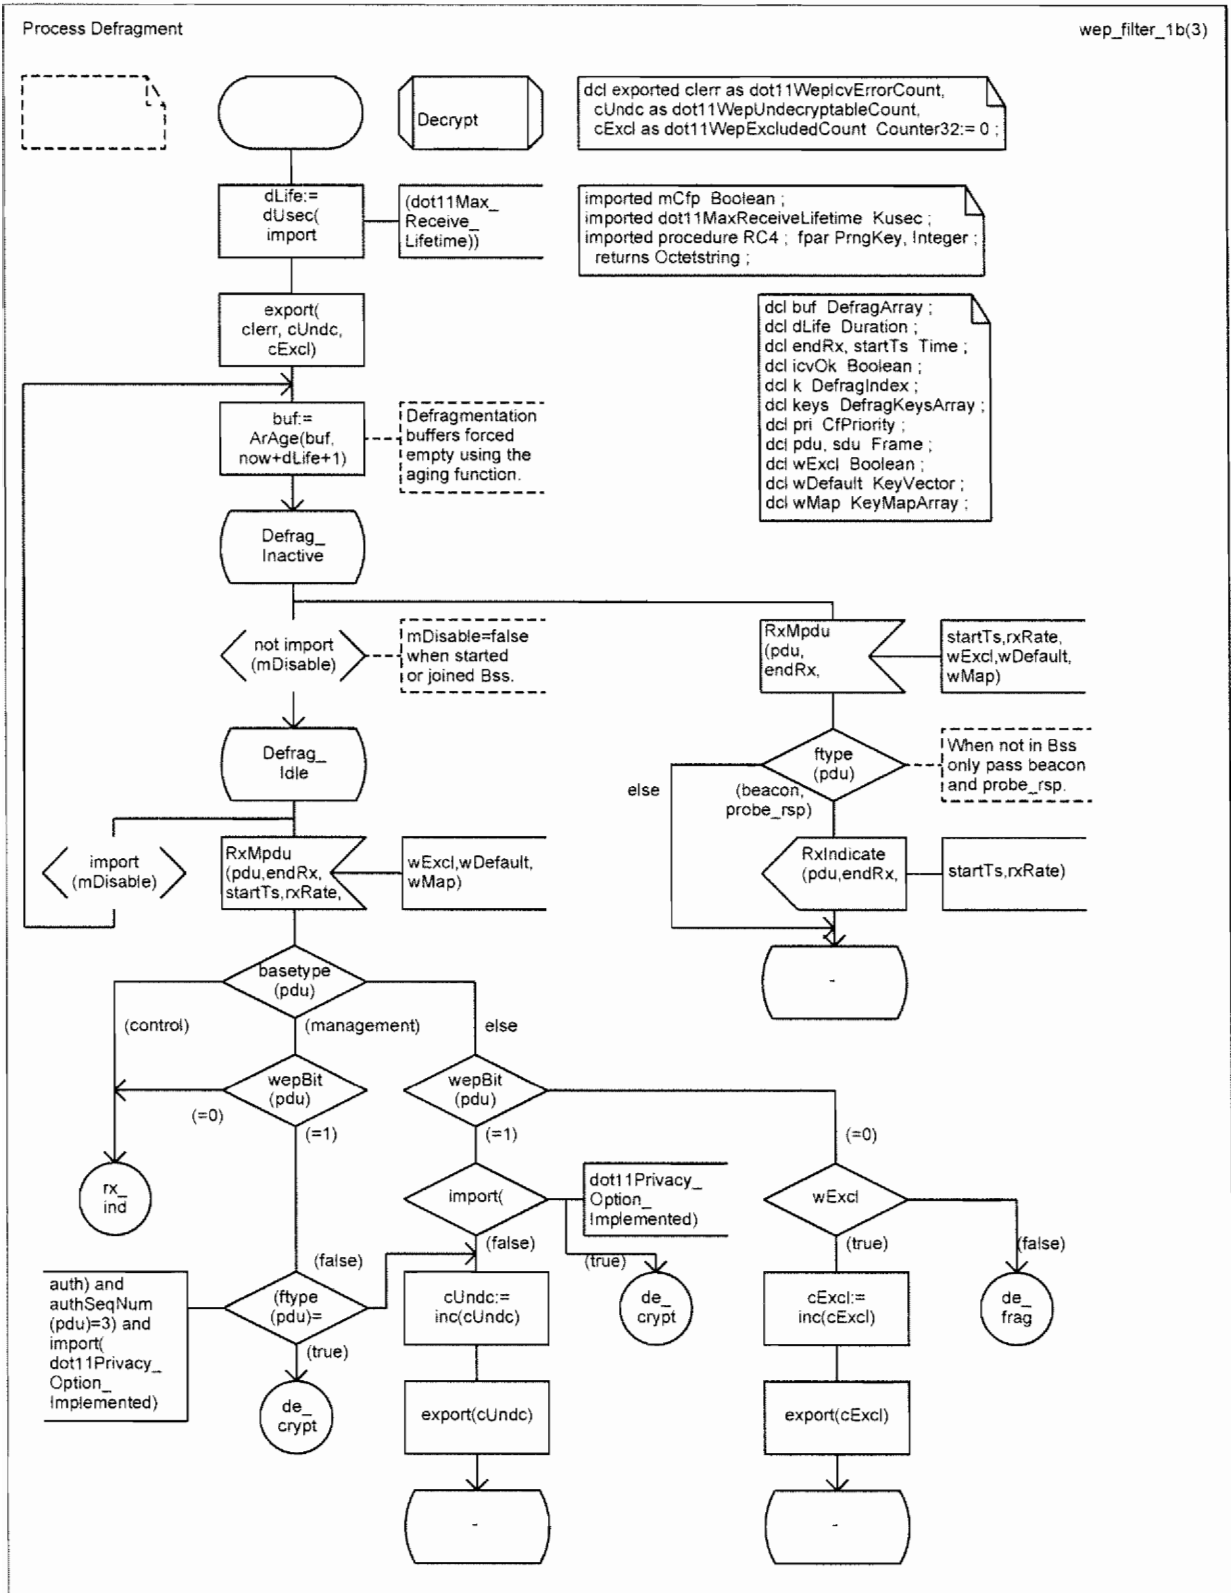 Process Defragment
wep_filter_1b(3)
Decrypt
dcl exported cIerr as dot11WepIcvErrorCount,
cUndc as dot11WepUndecryptableCount,
cExcl as dot11WepExcludedCount Counter32:= 0 ;
dLife:=
dUsec(
import
(dot11Max_
Receive_
Lifetime))
imported mCfp Boolean ;
imported dot11MaxReceiveLifetime Kusec ;
imported procedure RC4 ; fpar PrngKey, Integer ;
returns Octetstring ;
export(
cIerr, cUndc,
cExcl)
dcl buf DefragArray ;
dcl dLife Duration ;
dcl endRx, startTs Time ;
dcl icvOk Boolean ;
dcl k DefragIndex ;
dcl keys DefragKeysArray ;
dcl pri CfPriority ;
dcl pdu, sdu Frame ;
dcl wExcl Boolean ;
dcl wDefault KeyVector ;
dcl wMap KeyMapArray ;
buf:=
ArAge(buf,
now+dLife+1)
Defragmentation
buffers forced
empty using the
aging function.
Defrag_
Inactive
not import
(mDisable)
mDisable=false
when started
or joined Bss.
RxMpdu
(pdu,
endRx,
startTs,rxRate,
wExcl,wDefault,
wMap)
Defrag_
Idle
ftype
(pdu)
When not in Bss
only pass beacon
and probe_rsp.
else
(beacon,
probe_rsp)
import
(mDisable)
RxMpdu
(pdu,endRx,
startTs,rxRate,
wExcl,wDefault,
wMap)
RxIndicate
(pdu,endRx,
startTs,rxRate)
-
basetype
(pdu)
(control)
(management)
else
wepBit
(pdu)
wepBit
(pdu)
(=0)
(=1)
(=1)
(=0)
rx_
ind
import(
dot11Privacy_
Option_
Implemented)
wExcl
(false)
(false)
(true)
(true)
(false)
auth) and
authSeqNum
(pdu)=3) and
import(
dot11Privacy_
Option_
Implemented)
(ftype
(pdu)=
cUndc:=
inc(cUndc)
de_
crypt
cExcl:=
inc(cExcl)
de_
frag
(true)
de_
crypt
export(cUndc)
export(cExcl)
-
-